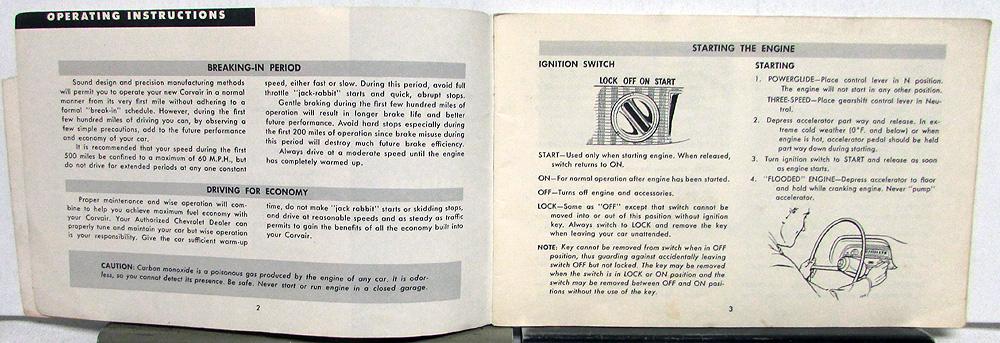 OPERATING INSTRUCTIONS
BREAKING-IN PERIOD
Sound design and precision manufacturing methods
will permit you to operate your new Corvair in a normal
manner from its very first mile without adhering to a
formal "break-in" schedule. However, during the first
few hundred miles of driving you can, by observing a
few simple precautions, add to the future performance
and economy of your car.
It is recommended that your speed during the first
500 miles be confined to a maximum of 60 M.P.H., but
do not drive for extended periods at any one constant
speed, either fast or slow. During this period, avoid full
throttle "jack-rabbit" starts and quick, abrupt stops.
Gentle braking during the first few hundred miles of
operation will result in longer brake life and better
future performance. Avoid hard stops especially during
the first 200 miles of operation since brake misuse during
this period will destroy much future brake efficiency.
Always drive at a moderate speed until the engine
has completely warmed up.
DRIVING FOR ECONOMY
Proper maintenance and wise operation will com-
bine to help you achieve maximum fuel economy with
your Corvair. Your Authorized Chevrolet Dealer can
properly tune and maintain your car but wise operation
is your responsibility. Give the car sufficient warm-up
time, do not make "jack rabbit" starts or skidding stops,
and drive at reasonable speeds and as steady as traffic
permits to gain the benefits of all the economy built into
your Corvair.
CAUTION: Carbon monoxide is a poisonous gas produced by the engine of any car. It is odor-
less, so you cannot detect its presence. Be safe. Never start or run engine in a closed garage.
2
STARTING THE ENGINE
IGNITION SWITCH
LOCK OFF ON START
START—Used only when starting engine. When released,
switch returns to ON.
ON—For normal operation after engine has been started.
OFF—Turns off engine and accessories.
LOCK—Same as "OFF" except that switch cannot be
moved into or out of this position without ignition
key. Always switch to LOCK and remove the key
when leaving your car unattended.
NOTE: Key cannot be removed from switch when in OFF
position, thus guarding against accidentally leaving
switch OFF but not locked. The key may be removed
when the switch is in LOCK or ON position and the
switch may be removed between OFF and ON posi-
tions without the use of the key.
STARTING
1. POWERGLIDE—Place control lever in N position.
The engine will not start in any other position.
THREE-SPEED—Place gearshift control lever in Neu-
tral.
2. Depress accelerator part way and release. In ex-
treme cold weather (0°F. and below) or when
engine is hot, accelerator pedal should be held
part way down during starting.
3. Turn ignition switch to START and release as soon
as engine starts.
4. "FLOODED" ENGINE—Depress accelerator to floor
and hold while cranking engine. Never "pump"
accelerator.
3